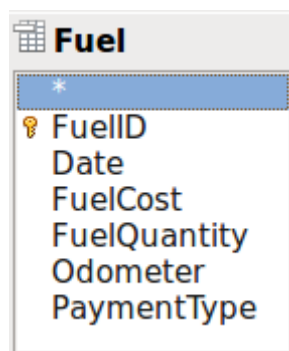 Fuel
*
FuelID
Date
FuelCost
FuelQuantity
Odometer
PaymentType